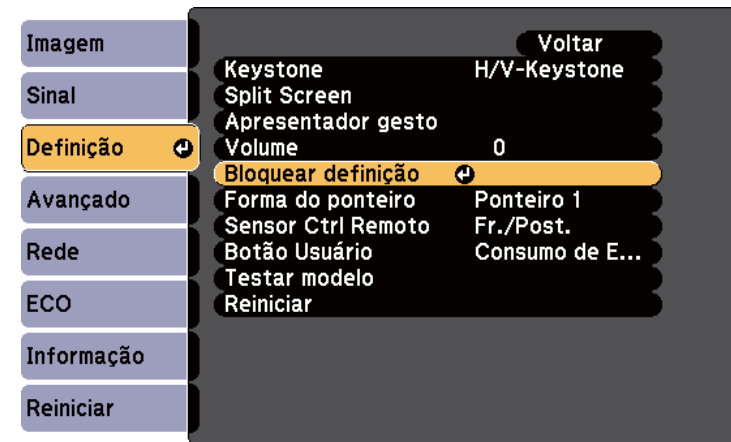 Imagem
Sinal
Definição
Avançado
Rede
ECO
Informação
Reiniciar
Voltar
Keystone H/V-Keystone
Split Screen
Apresentador gesto
Volume 0
Bloquear definição
Forma do ponteiro Ponteiro 1
Sensor Ctrl Remoto Fr./Post.
Botão Usuário Consumo de E...
Testar modelo
Reiniciar